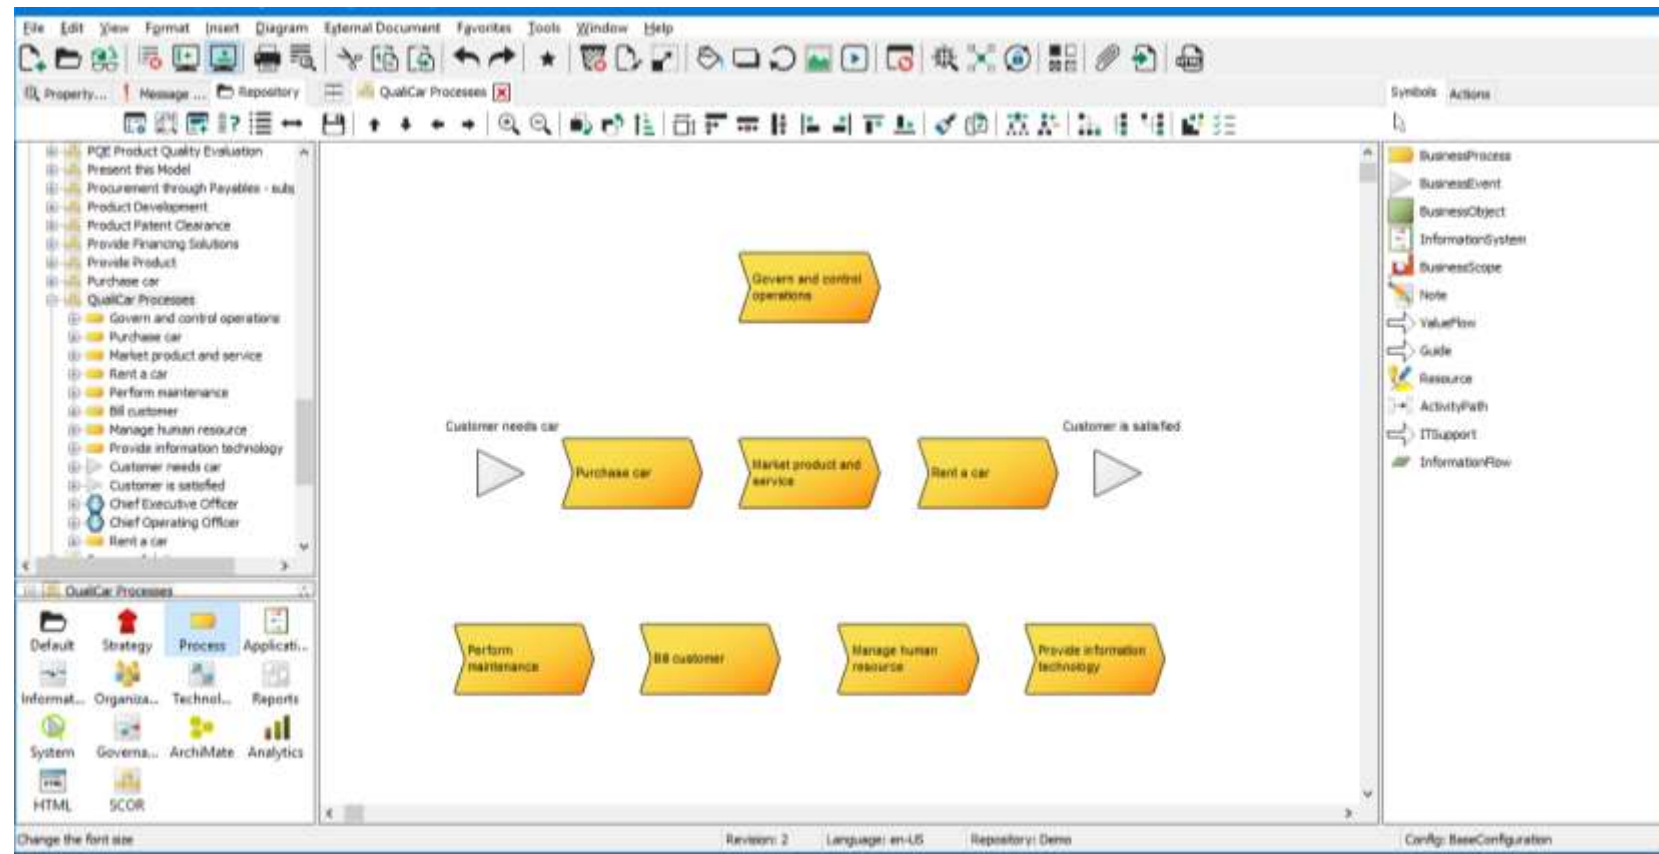 File Edit View Format Insert Diagram External Document Favorites Tools Window Help
Property... Message ... Repository QualiCar Processes Symbols Actions
PQE Product Quality Evaluation
Present this Model
Procurement through Payables - subs
Product Development
Product Patent Clearance
Provide Financing Solutions
Provide Product
Purchase car
QualiCar Processes
Govern and control operations
Purchase car
Market product and service
Rent a car
Perform maintenance
Bill customer
Manage human resource
Provide information technology
Customer needs car
Customer is satisfied
Chief Executive Officer
Chief Operating Officer
Rent a car
QualiCar Processes
Default Strategy Process Applicati...
Informat... Organiza... Technol... Reports
System Governa... ArchiMate Analytics
HTML SCOR
Govern and control
operations
Customer needs car
Customer is satisfied
Purchase car
Market product and
service
Rent a car
Perform
maintenance
Bill customer
Manage human
resource
Provide information
technology
BusinessProcess
BusinessEvent
BusinessObject
InformationSystem
BusinessScope
Note
ValueFlow
Guide
Resource
ActivityPath
ITSupport
InformationFlow
Change the font size Revision: 2 Language: en-US Repository: Demo Config: BaseConfiguration